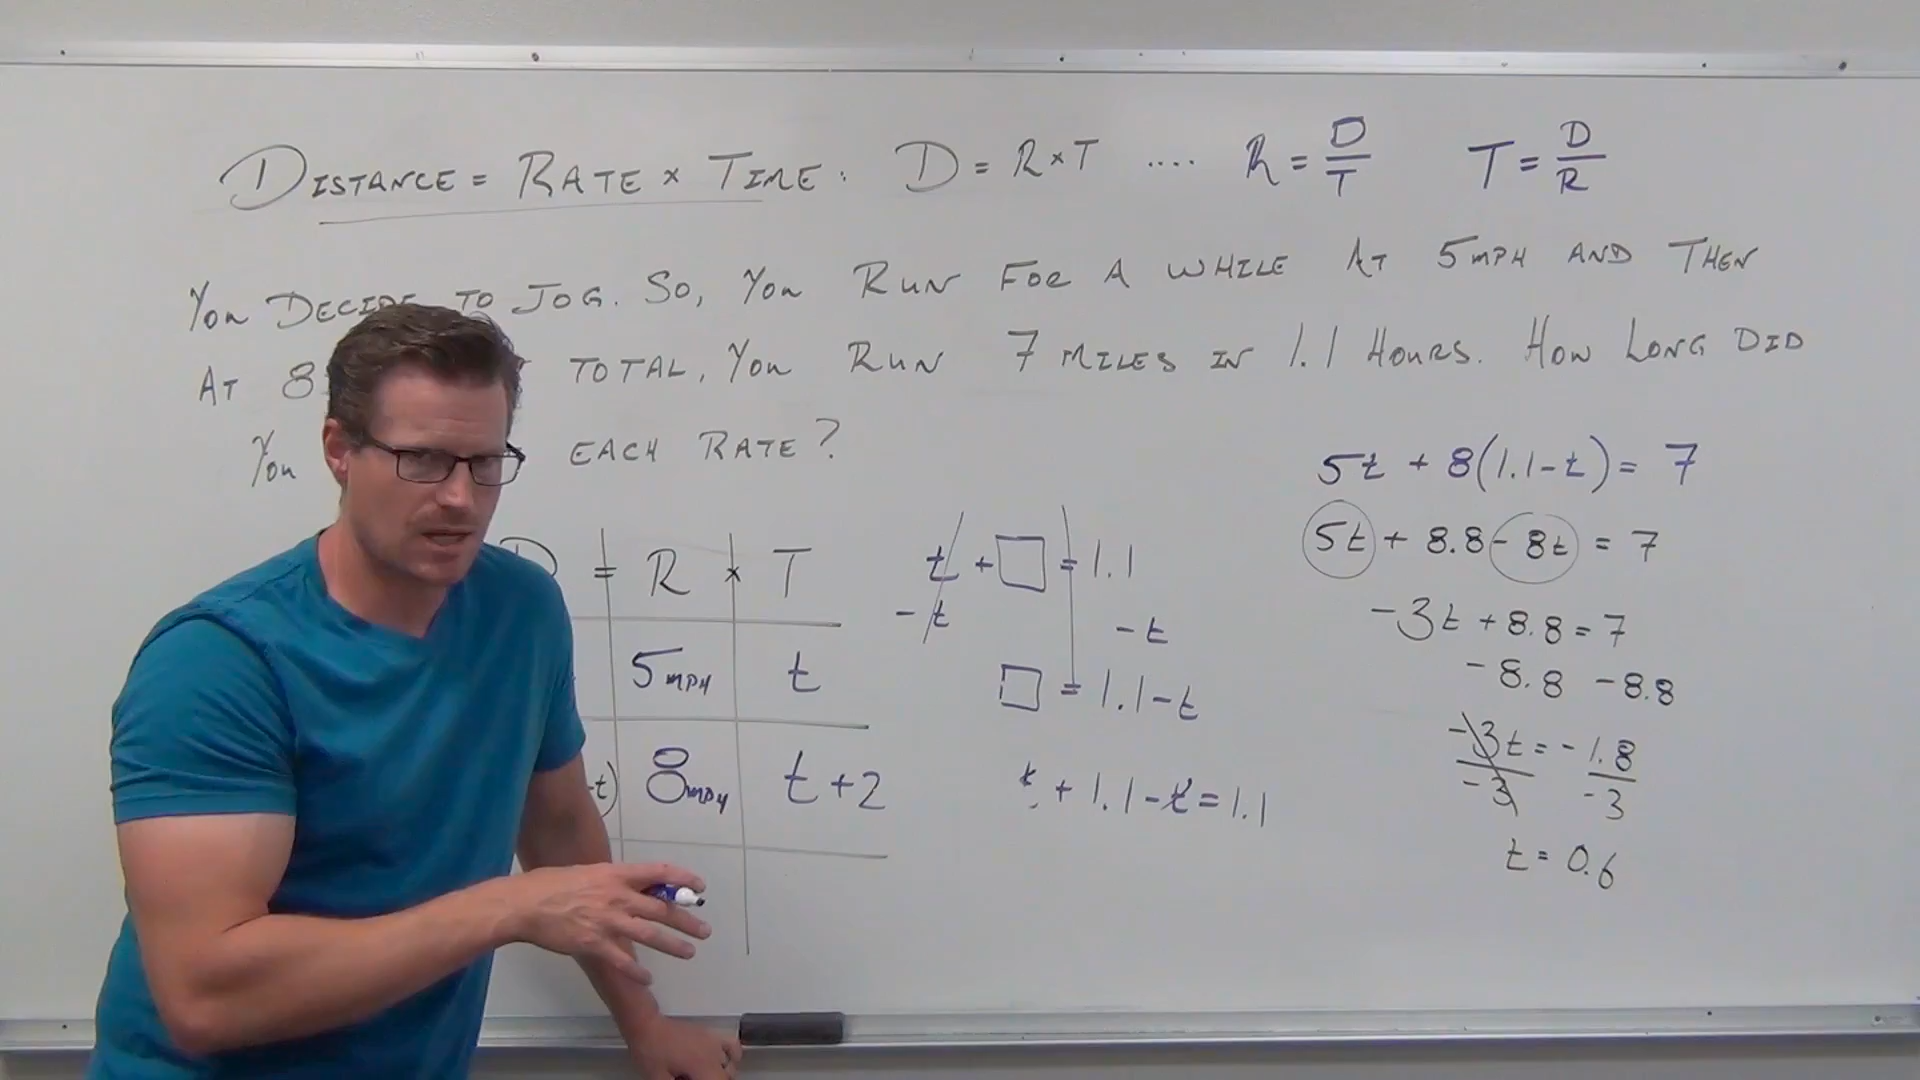 DISTANCE = RATE × TIME : D = R × T .... R = D/T T = D/R
YOU DECIDE TO JOG. SO, YOU RUN FOR A WHILE AT 5MPH AND THEN
AT 8 TOTAL, YOU RUN 7 MILES IN 1.1 HOURS. HOW LONG DID
YOU EACH RATE?
D = R × T
5mph t
-t) 8mph t+2
t + □ = 1.1
-t -t
□ = 1.1-t
t + 1.1-t = 1.1
5t + 8(1.1-t) = 7
5t + 8.8 - 8t = 7
-3t + 8.8 = 7
-8.8 -8.8
-3t = -1.8
-3 -3
t = 0.6